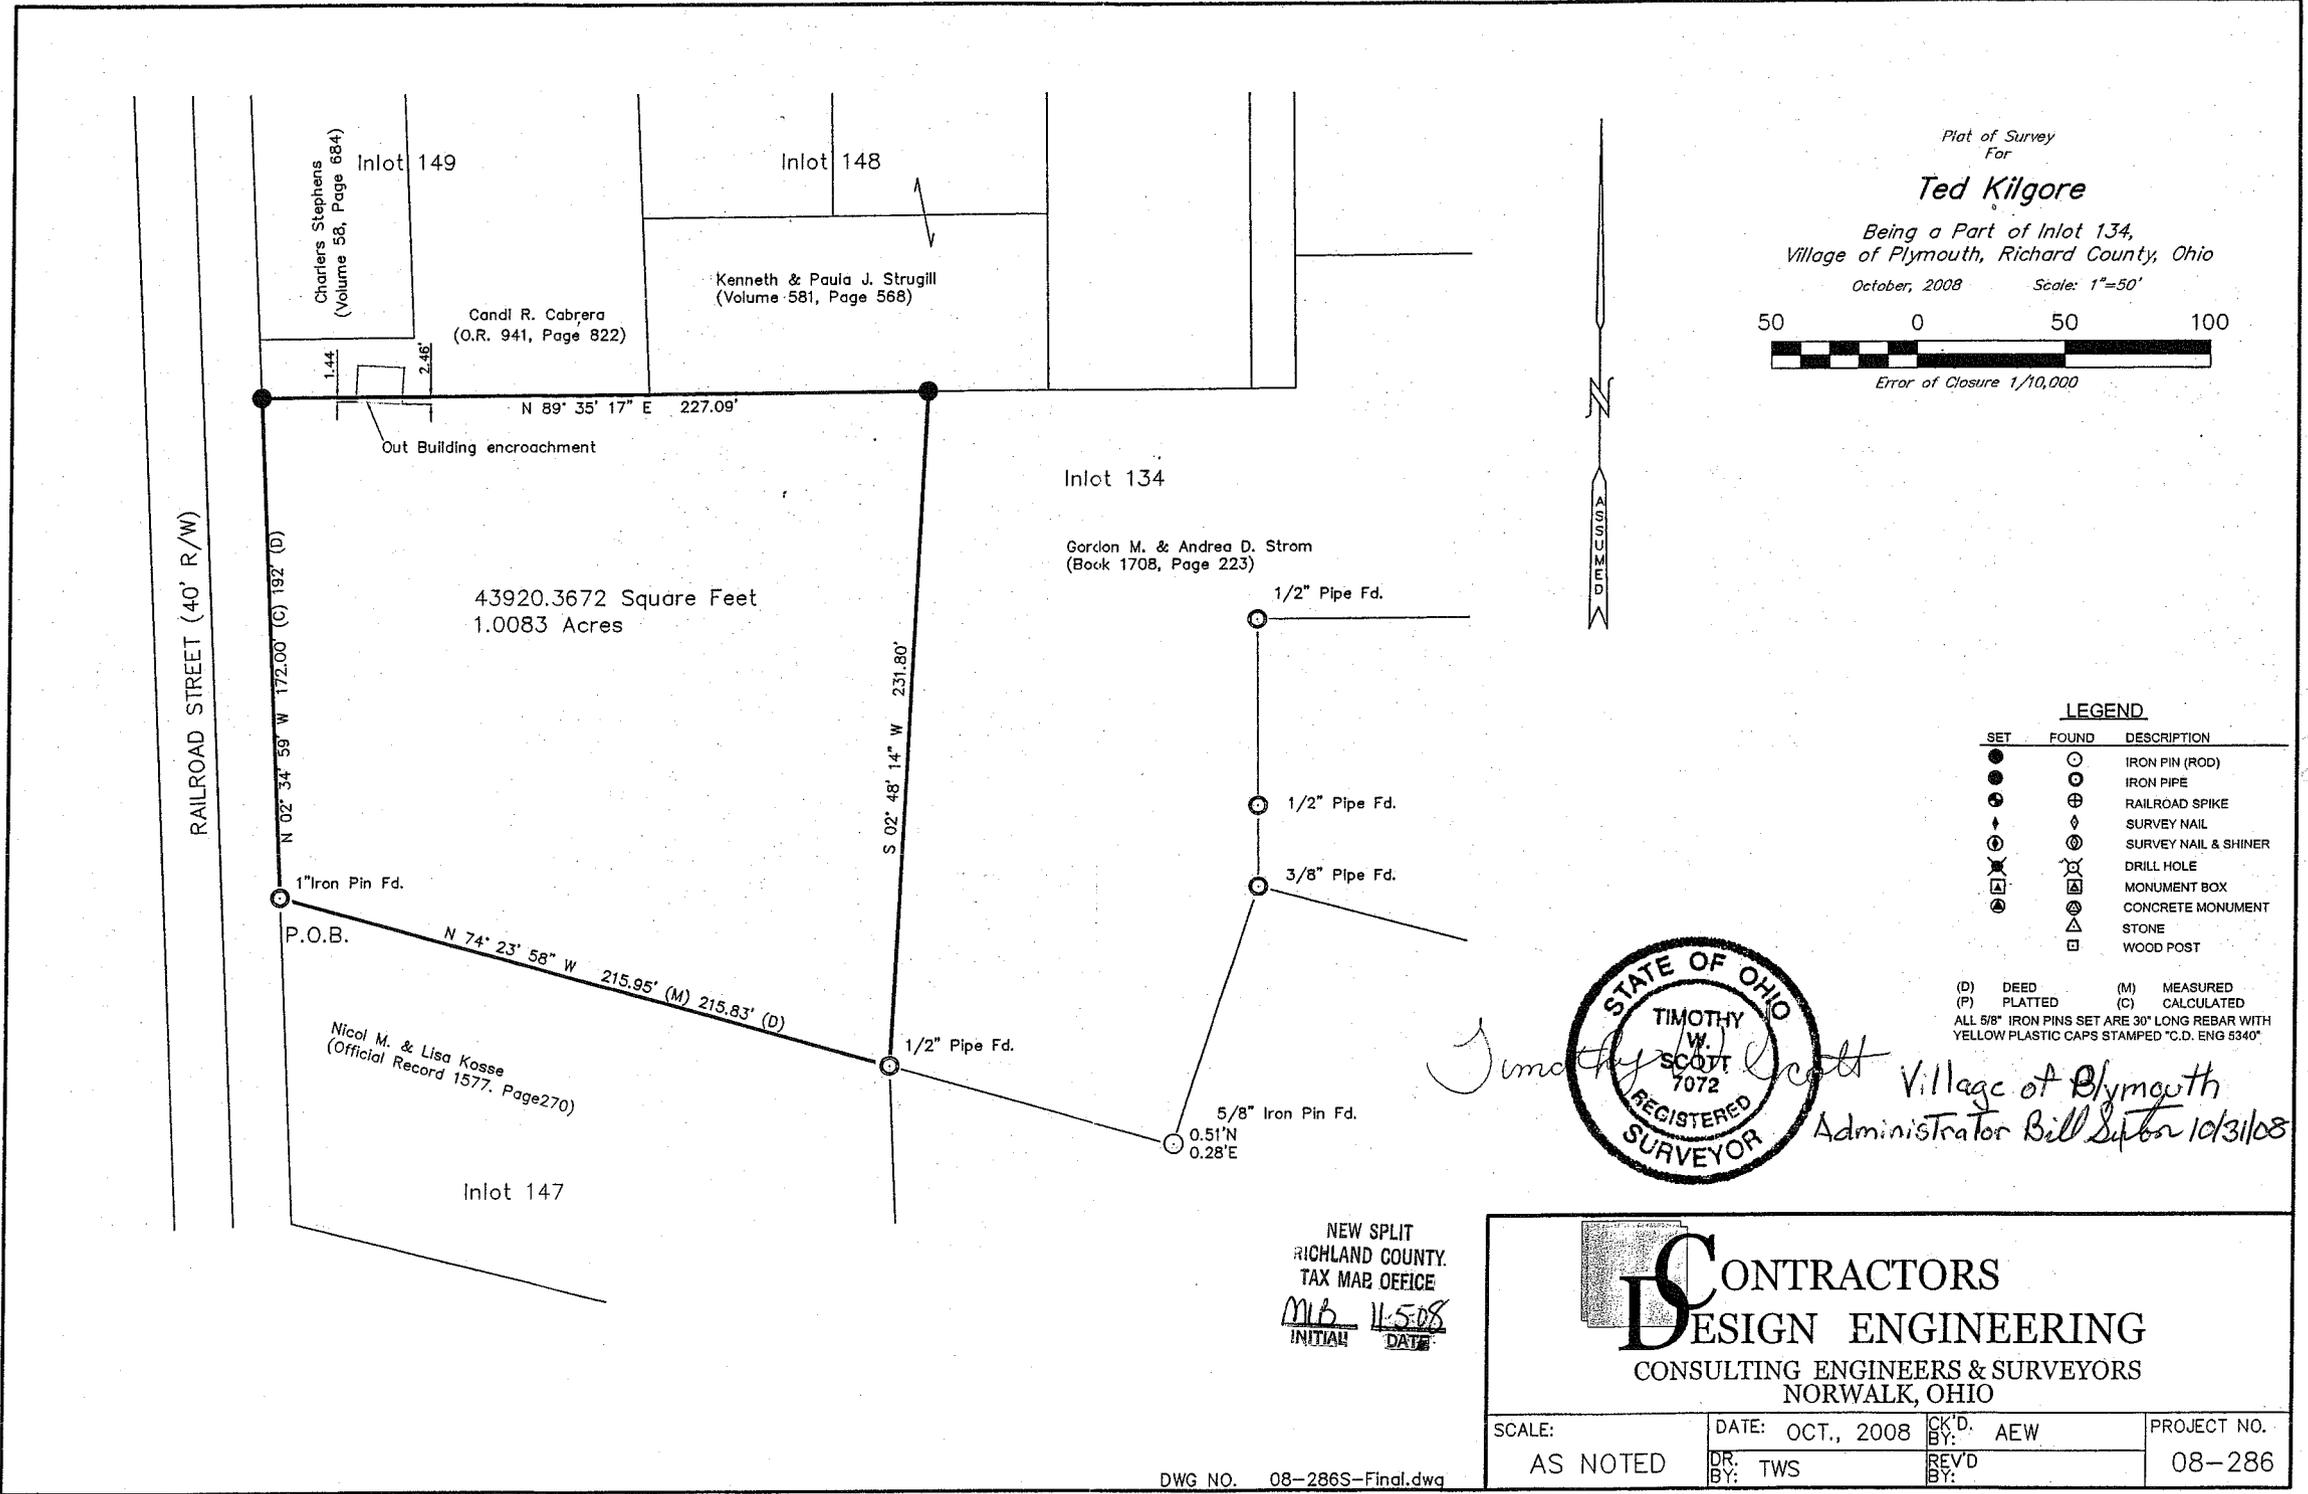 Plat of Survey
For
Ted Kilgore
Being a Part of Inlot 134,
Village of Plymouth, Richard County, Ohio
October, 2008 Scale: 1"=50'
50 0 50 100
Error of Closure 1/10,000
Charlers Stephens
(Volume 58, Page 684)
Inlot 149
Inlot 148
Kenneth & Paula J. Strugill
(Volume 581, Page 568)
Candi R. Cabrera
(O.R. 941, Page 822)
1.44
2.46'
N 89° 35' 17" E 227.09'
Out Building encroachment
N
ASSUMED
Inlot 134
Gordon M. & Andrea D. Strom
(Book 1708, Page 223)
RAILROAD STREET (40' R/W)
N 02° 34' 59" W 172.00' (C) 192' (D)
43920.3672 Square Feet
1.0083 Acres
S 02° 48' 14" W 231.80'
1/2" Pipe Fd.
1/2" Pipe Fd.
3/8" Pipe Fd.
1"Iron Pin Fd.
P.O.B.
N 74° 23' 58" W 215.95' (M) 215.83' (D)
1/2" Pipe Fd.
Nicol M. & Lisa Kosse
(Official Record 1577. Page270)
5/8" Iron Pin Fd.
0.51'N
0.28'E
Inlot 147
LEGEND
SET FOUND DESCRIPTION
IRON PIN (ROD)
IRON PIPE
RAILROAD SPIKE
SURVEY NAIL
SURVEY NAIL & SHINER
DRILL HOLE
MONUMENT BOX
CONCRETE MONUMENT
STONE
WOOD POST
(D) DEED (M) MEASURED
(P) PLATTED (C) CALCULATED
ALL 5/8" IRON PINS SET ARE 30" LONG REBAR WITH
YELLOW PLASTIC CAPS STAMPED "C.D. ENG 5340"
STATE OF OHIO
TIMOTHY
W.
SCOTT
7072
REGISTERED
SURVEYOR
Timothy W Scott
Village of Plymouth
Administrator Bill 10/31/08
NEW SPLIT
RICHLAND COUNTY.
TAX MAP OFFICE
MLB 11-5-08
INITIAL DATE
CONTRACTORS
DESIGN ENGINEERING
CONSULTING ENGINEERS & SURVEYORS
NORWALK, OHIO
SCALE:
AS NOTED
DATE: OCT., 2008
CK'D. BY: AEW
PROJECT NO.
08-286
DR. BY: TWS
REV'D BY:
DWG NO. 08-286S-Final.dwg